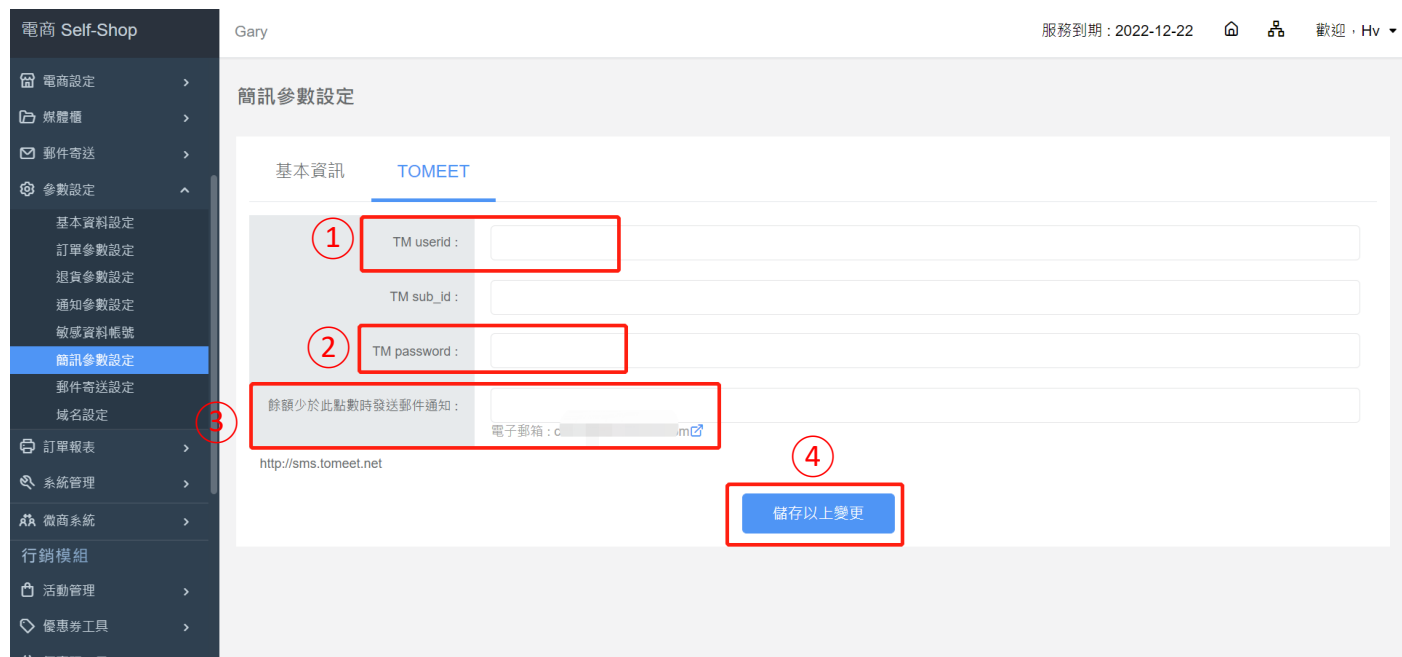 電商 Self-Shop
Gary
服務到期 : 2022-12-22
歡迎，Hv
電商設定
媒體櫃
郵件寄送
參數設定
基本資料設定
訂單參數設定
退貨參數設定
通知參數設定
敏感資料帳號
簡訊參數設定
郵件寄送設定
域名設定
訂單報表
系統管理
微商系統
行銷模組
活動管理
優惠券工具
簡訊參數設定
基本資訊
TOMEET
1
TM userid :
TM sub_id :
2
TM password :
3
餘額少於此點數時發送郵件通知 :
電子郵箱 : c
m
http://sms.tomeet.net
4
儲存以上變更